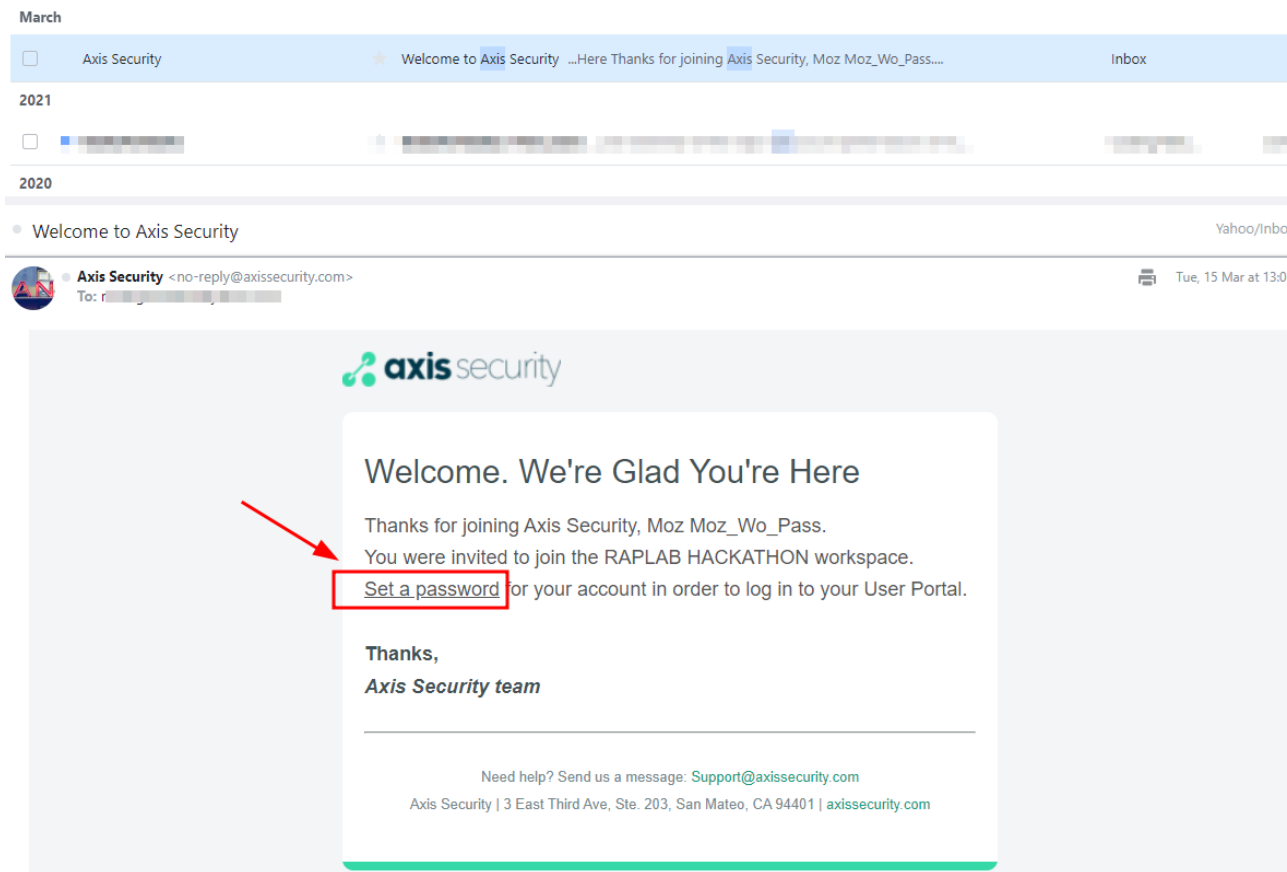 March
Axis Security Welcome to Axis Security ...Here Thanks for joining Axis Security, Moz Moz_Wo_Pass.... Inbox
2021
2020
Welcome to Axis Security Yahoo/Inbo
AN Axis Security <no-reply@axissecurity.com> Tue, 15 Mar at 13:0
To: r
axis security
Welcome. We're Glad You're Here
Thanks for joining Axis Security, Moz Moz_Wo_Pass.
You were invited to join the RAPLAB HACKATHON workspace.
Set a password for your account in order to log in to your User Portal.
Thanks,
Axis Security team
Need help? Send us a message: Support@axissecurity.com
Axis Security | 3 East Third Ave, Ste. 203, San Mateo, CA 94401 | axissecurity.com